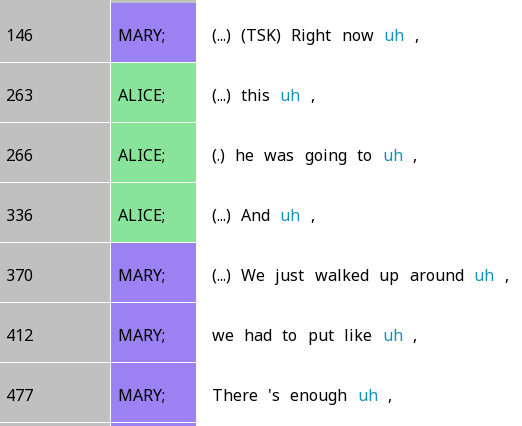 146 MARY; (...) (TSK) Right now uh ,
263 ALICE; (...) this uh ,
266 ALICE; (.) he was going to uh ,
336 ALICE; (...) And uh ,
370 MARY; (...) We just walked up around uh ,
412 MARY; we had to put like uh ,
477 MARY; There 's enough uh ,